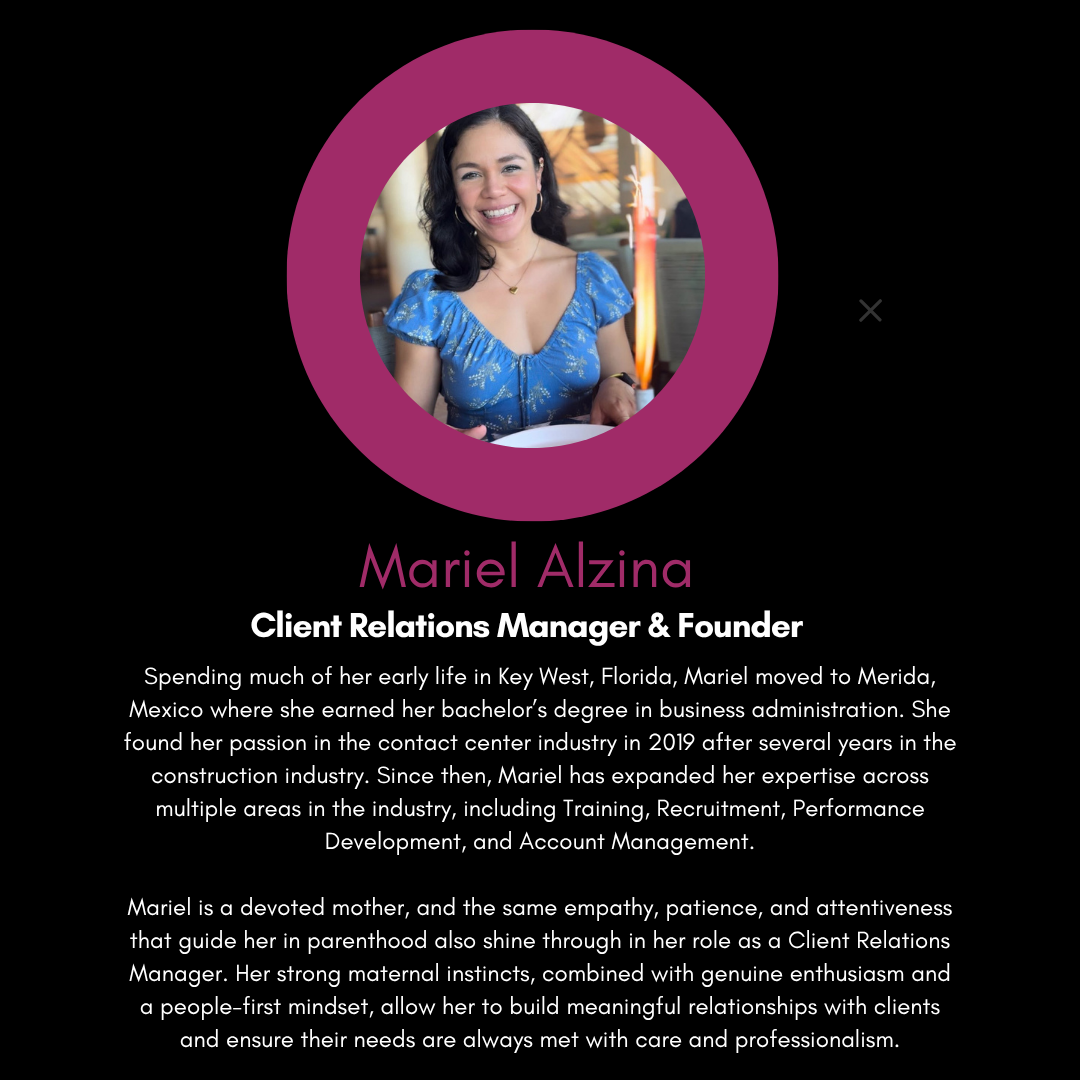 Mariel Alzina
Client Relations Manager & Founder
Spending much of her early life in Key West, Florida, Mariel moved to Merida,
Mexico where she earned her bachelor’s degree in business administration. She
found her passion in the contact center industry in 2019 after several years in the
construction industry. Since then, Mariel has expanded her expertise across
multiple areas in the industry, including Training, Recruitment, Performance
Development, and Account Management.
Mariel is a devoted mother, and the same empathy, patience, and attentiveness
that guide her in parenthood also shine through in her role as a Client Relations
Manager. Her strong maternal instincts, combined with genuine enthusiasm and
a people-first mindset, allow her to build meaningful relationships with clients
and ensure their needs are always met with care and professionalism.